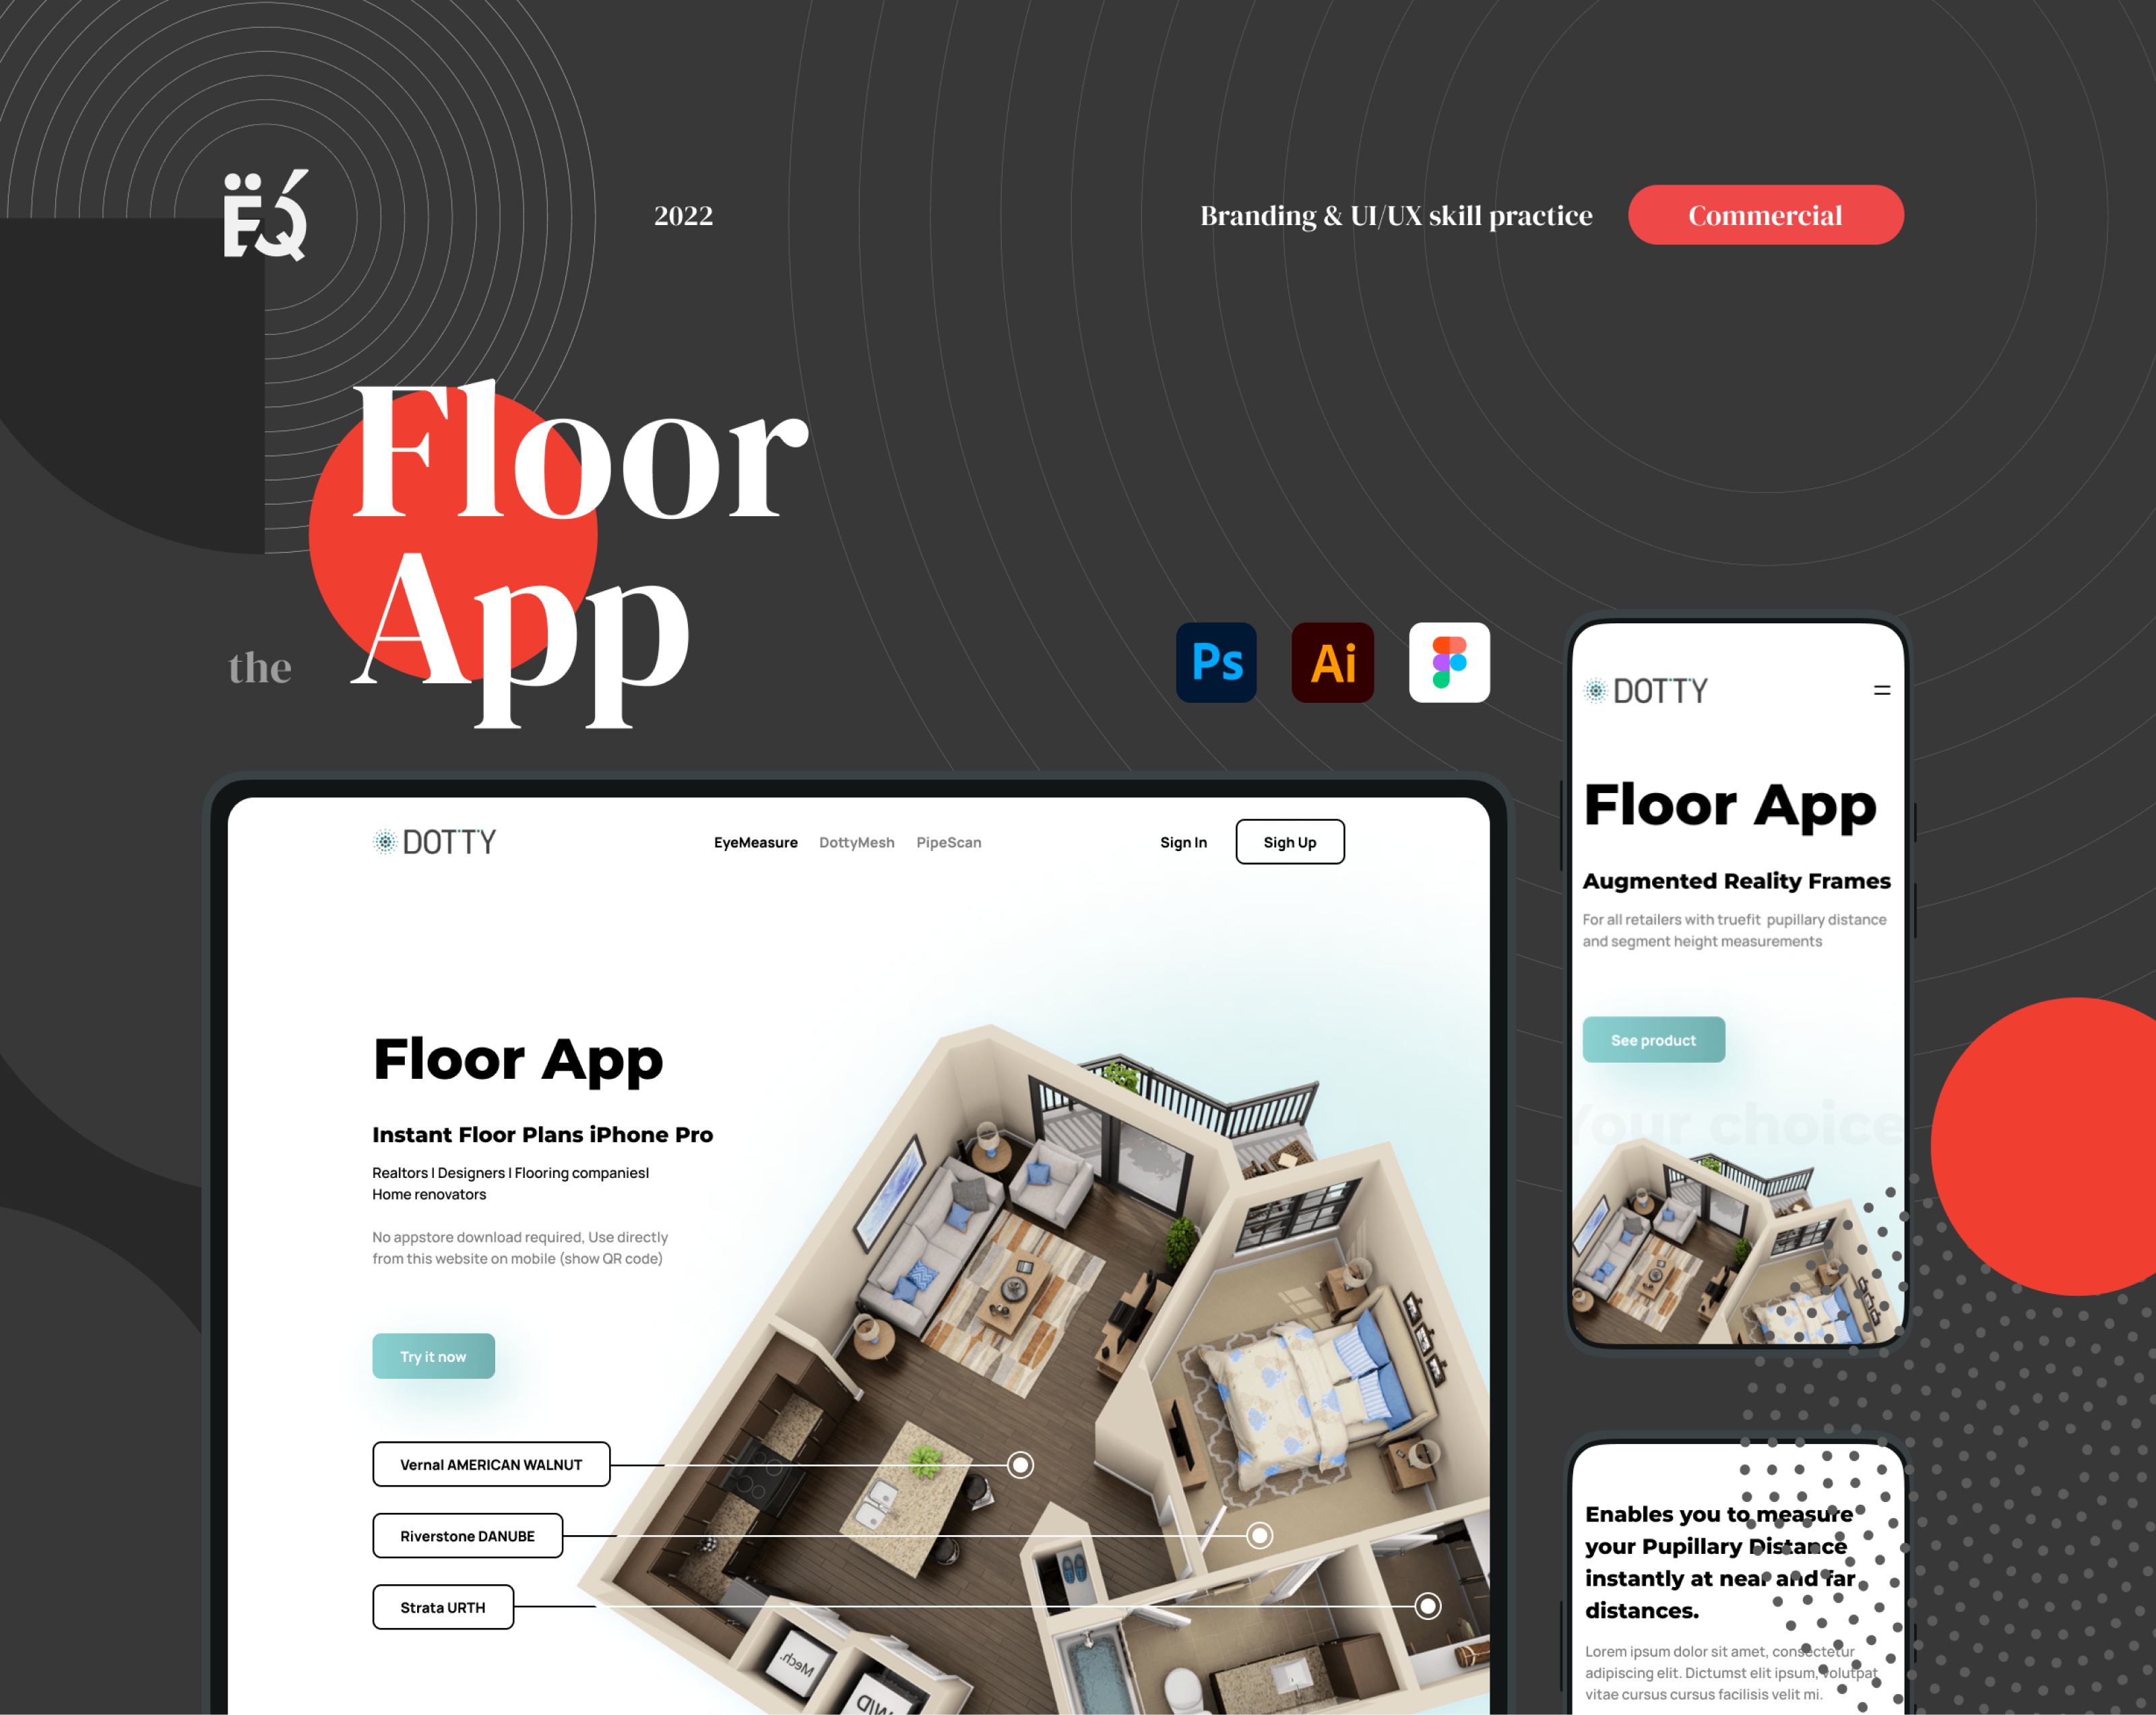 ËQ́
2022
Branding & UI/UX skill practice
Commercial
the
Floor
App
Ps
Ai
DOTTY
EyeMeasure
DottyMesh
PipeScan
Sign In
Sigh Up
Floor App
Instant Floor Plans iPhone Pro
Realtors I Designers I Flooring companiesI
Home renovators
No appstore download required, Use directly
from this website on mobile (show QR code)
Try it now
Vernal AMERICAN WALNUT
Riverstone DANUBE
Strata URTH
Mech.
W/D
DOTTY
Floor App
Augmented Reality Frames
For all retailers with truefit pupillary distance
and segment height measurements
See product
Your choice
Enables you to measure
your Pupillary Distance
instantly at near and far
distances.
Lorem ipsum dolor sit amet, consectetur
adipiscing elit. Dictumst elit ipsum, volutpat
vitae cursus cursus facilisis velit mi.